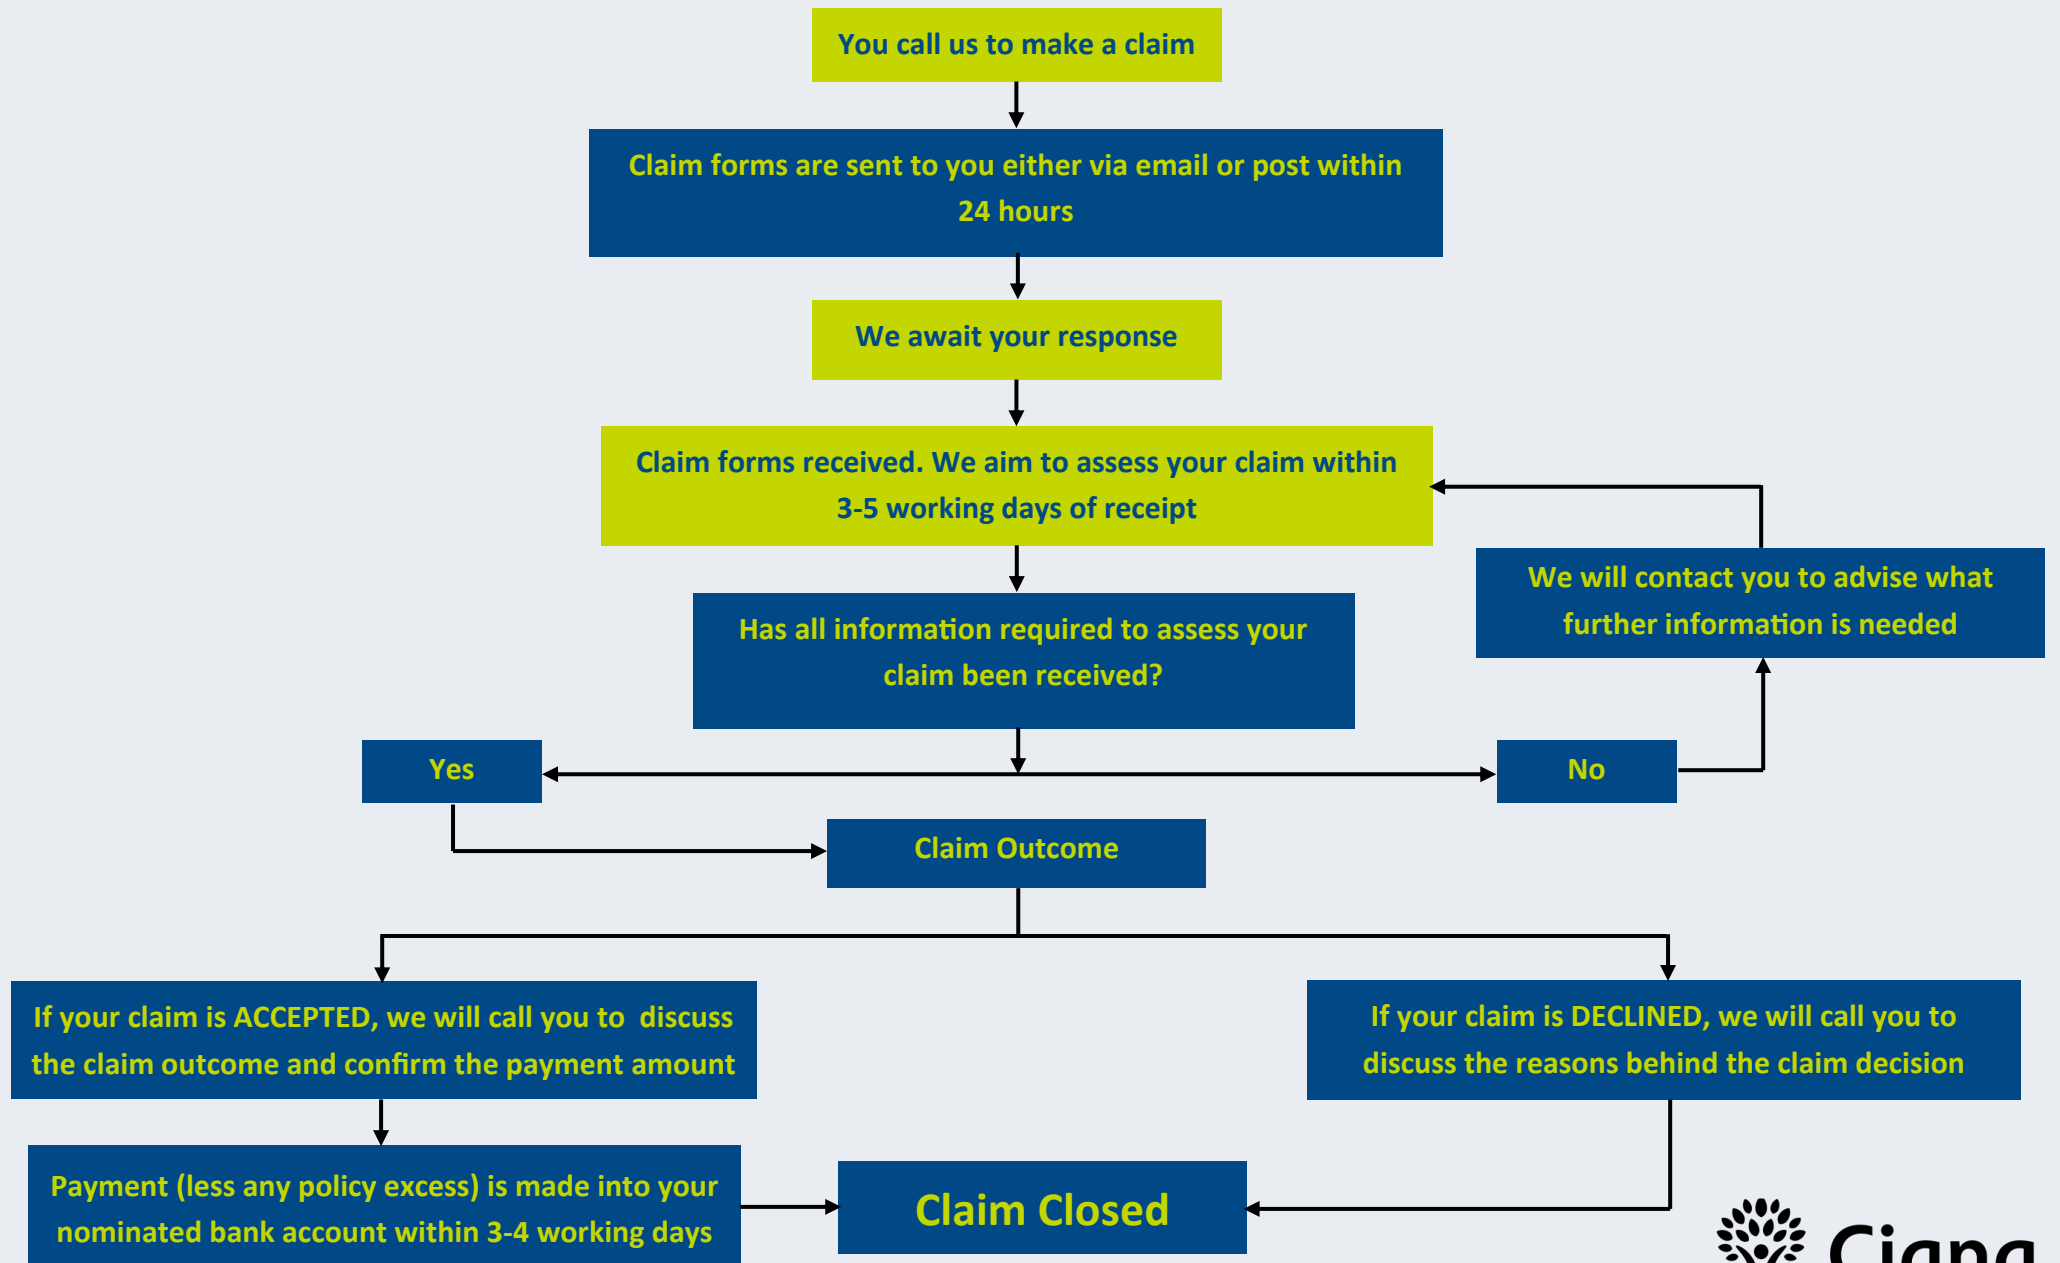 You call us to make a claim
Claim forms are sent to you either via email or post within
24 hours
We await your response
Claim forms received. We aim to assess your claim within
3-5 working days of receipt
We will contact you to advise what
further information is needed
Has all information required to assess your
claim been received?
Yes
No
Claim Outcome
If your claim is ACCEPTED, we will call you to  discuss
the claim outcome and confirm the payment amount
If your claim is DECLINED, we will call you to
discuss the reasons behind the claim decision
Payment (less any policy excess) is made into your
nominated bank account within 3-4 working days
Claim Closed
Cigna